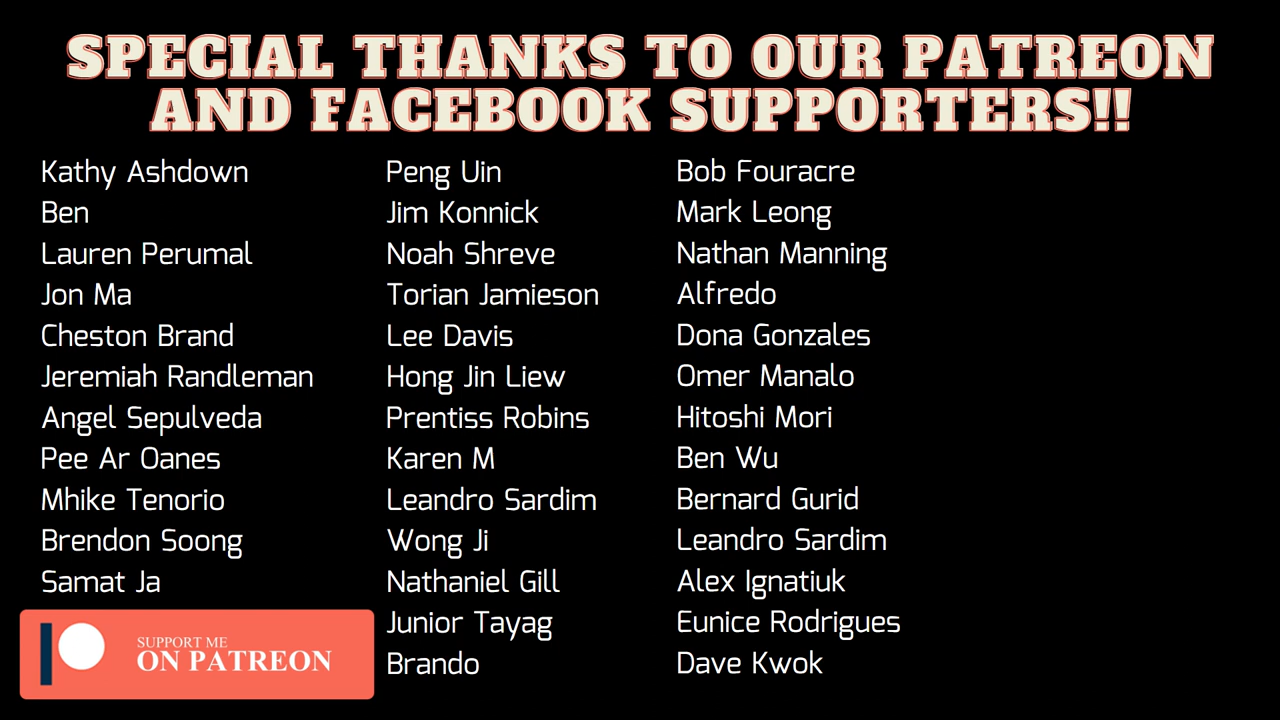 SPECIAL THANKS TO OUR PATREON
AND FACEBOOK SUPPORTERS!!
Kathy Ashdown
Ben
Lauren Perumal
Jon Ma
Cheston Brand
Jeremiah Randleman
Angel Sepulveda
Pee Ar Oanes
Mhike Tenorio
Brendon Soong
Samat Ja
SUPPORT ME
ON PATREON
Peng Uin
Jim Konnick
Noah Shreve
Torian Jamieson
Lee Davis
Hong Jin Liew
Prentiss Robins
Karen M
Leandro Sardim
Wong Ji
Nathaniel Gill
Junior Tayag
Brando
Bob Fouracre
Mark Leong
Nathan Manning
Alfredo
Dona Gonzales
Omer Manalo
Hitoshi Mori
Ben Wu
Bernard Gurid
Leandro Sardim
Alex Ignatiuk
Eunice Rodrigues
Dave Kwok